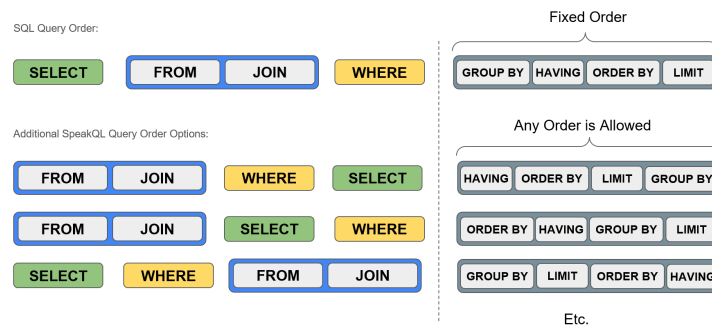 SQL Query Order:
Fixed Order
SELECT FROM JOIN WHERE GROUP BY HAVING ORDER BY LIMIT
Additional SpeakQL Query Order Options:
Any Order is Allowed
FROM JOIN WHERE SELECT HAVING ORDER BY LIMIT GROUP BY
FROM JOIN SELECT WHERE ORDER BY HAVING GROUP BY LIMIT
SELECT WHERE FROM JOIN GROUP BY LIMIT ORDER BY HAVING
Etc.